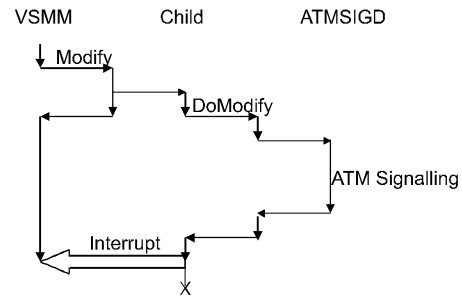 VSMM Child ATMSIGD
Modify
DoModify
ATM Signalling
Interrupt
X